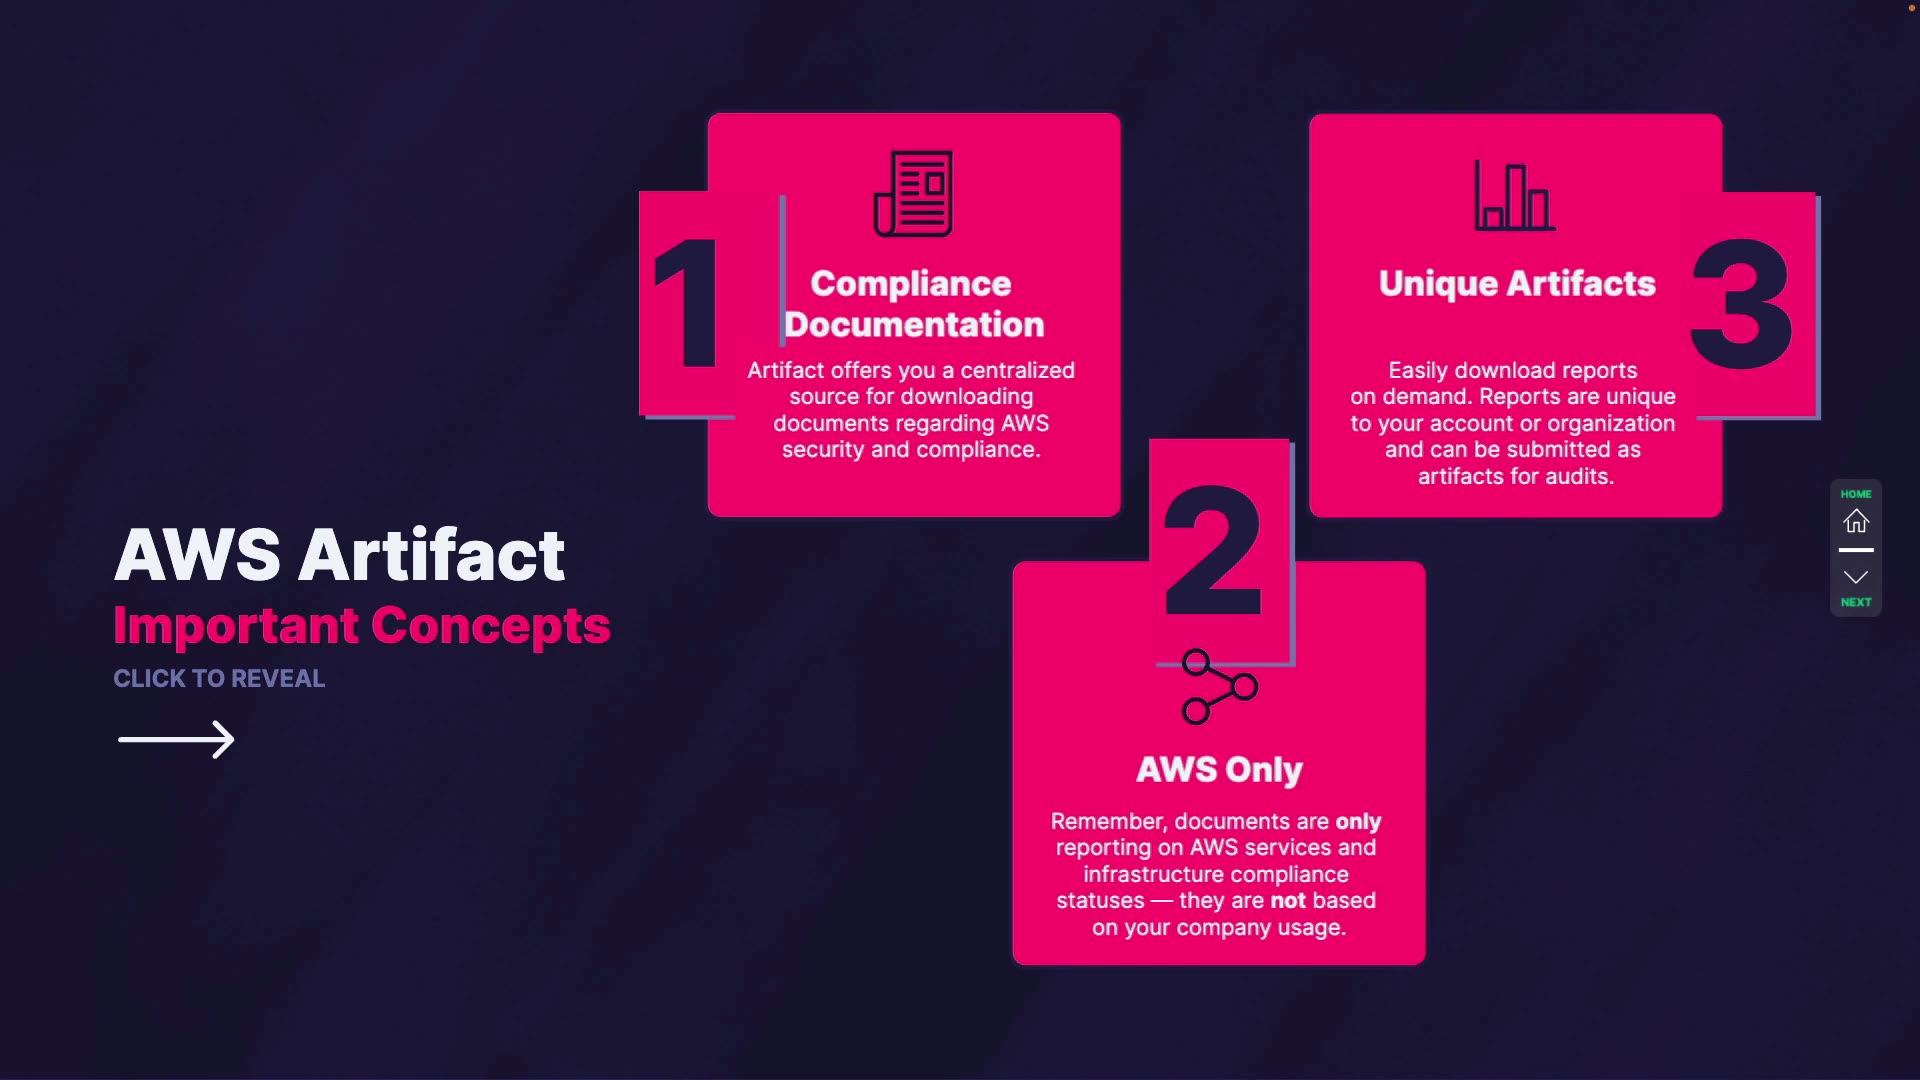 AWS Artifact
Important Concepts
CLICK TO REVEAL
1
Compliance
Documentation
Artifact offers you a centralized
source for downloading
documents regarding AWS
security and compliance.
2
AWS Only
Remember, documents are only
reporting on AWS services and
infrastructure compliance
statuses — they are not based
on your company usage.
3
Unique Artifacts
Easily download reports
on demand. Reports are unique
to your account or organization
and can be submitted as
artifacts for audits.
HOME
NEXT